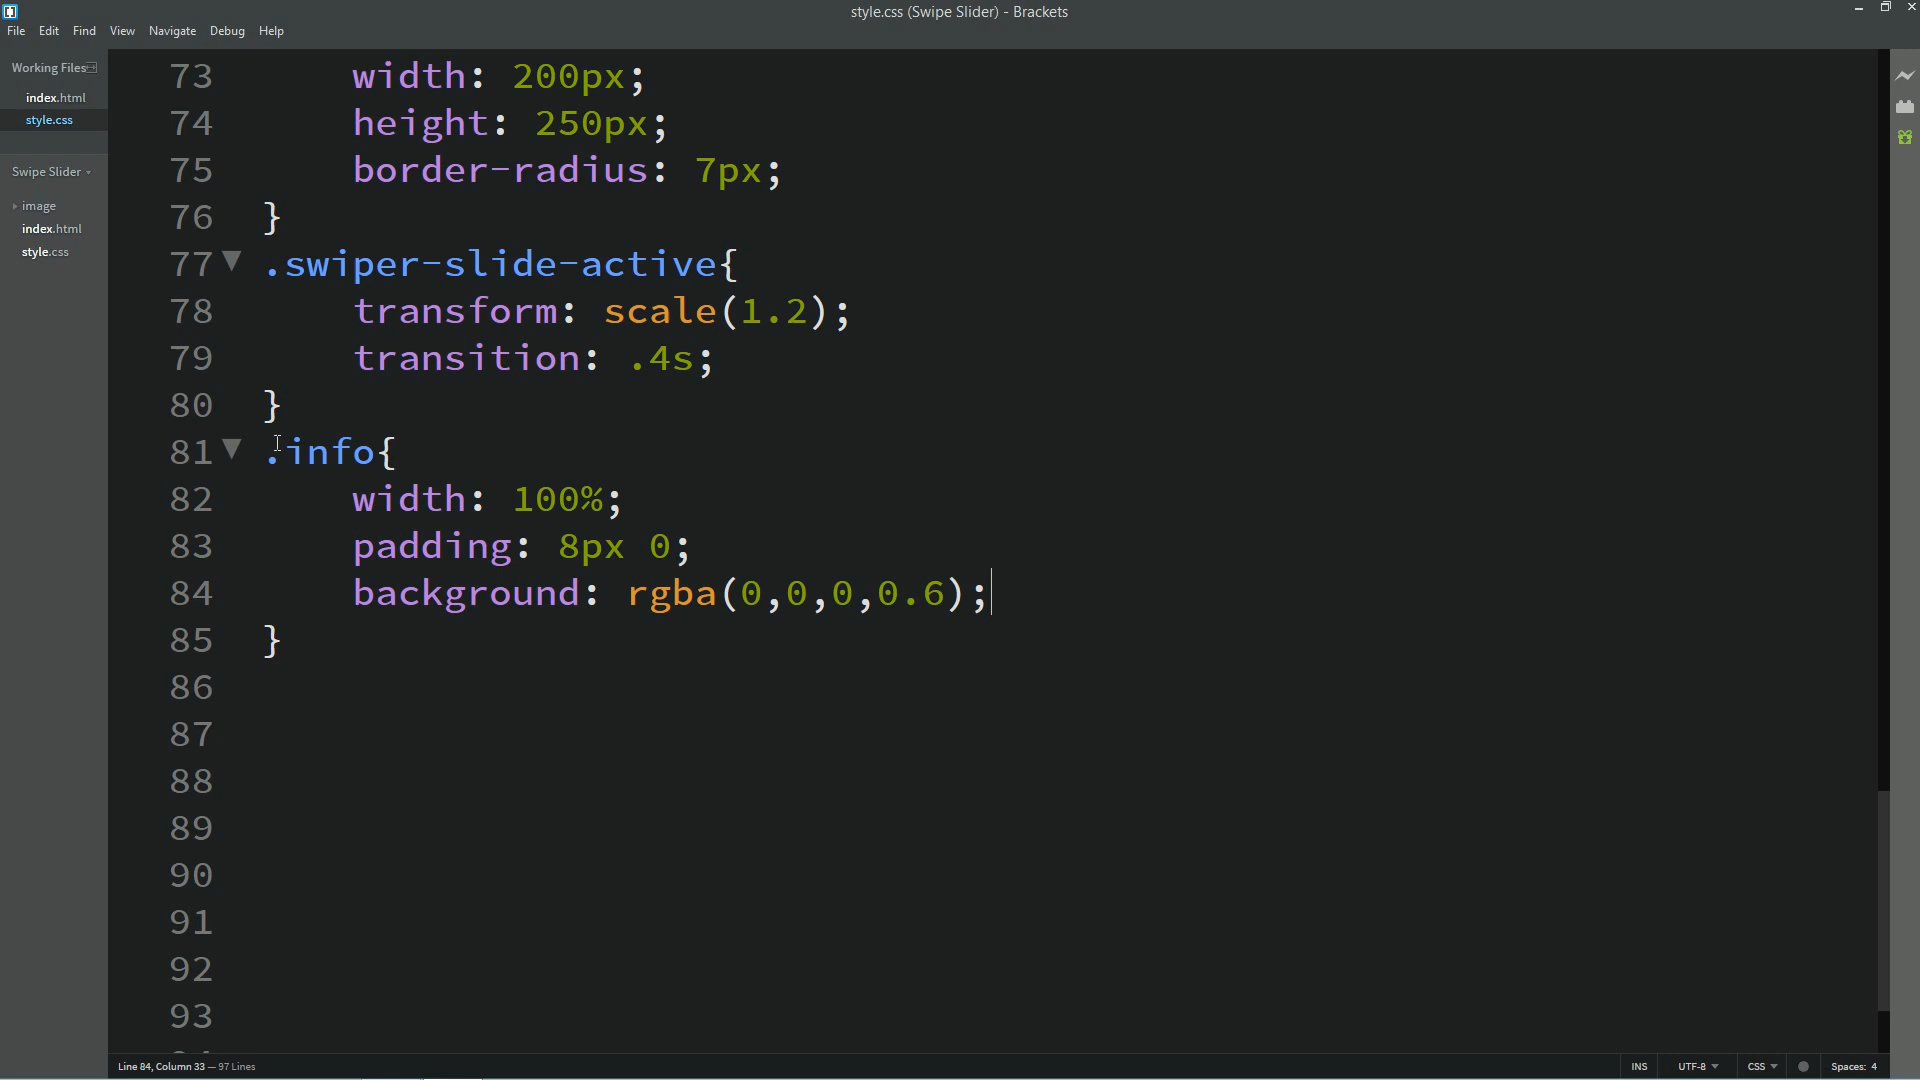 style.css (Swipe Slider) - Brackets
File Edit Find View Navigate Debug Help
Working Files
index.html
style.css
Swipe Slider
image
index.html
style.css
73 width: 200px;
74 height: 250px;
75 border-radius: 7px;
76 }
77 .swiper-slide-active{
78 transform: scale(1.2);
79 transition: .4s;
80 }
81 .info{
82 width: 100%;
83 padding: 8px 0;
84 background: rgba(0,0,0,0.6);
85 }
86
87
88
89
90
91
92
93
Line 84, Column 33 — 97 Lines
INS UTF-8 CSS Spaces: 4